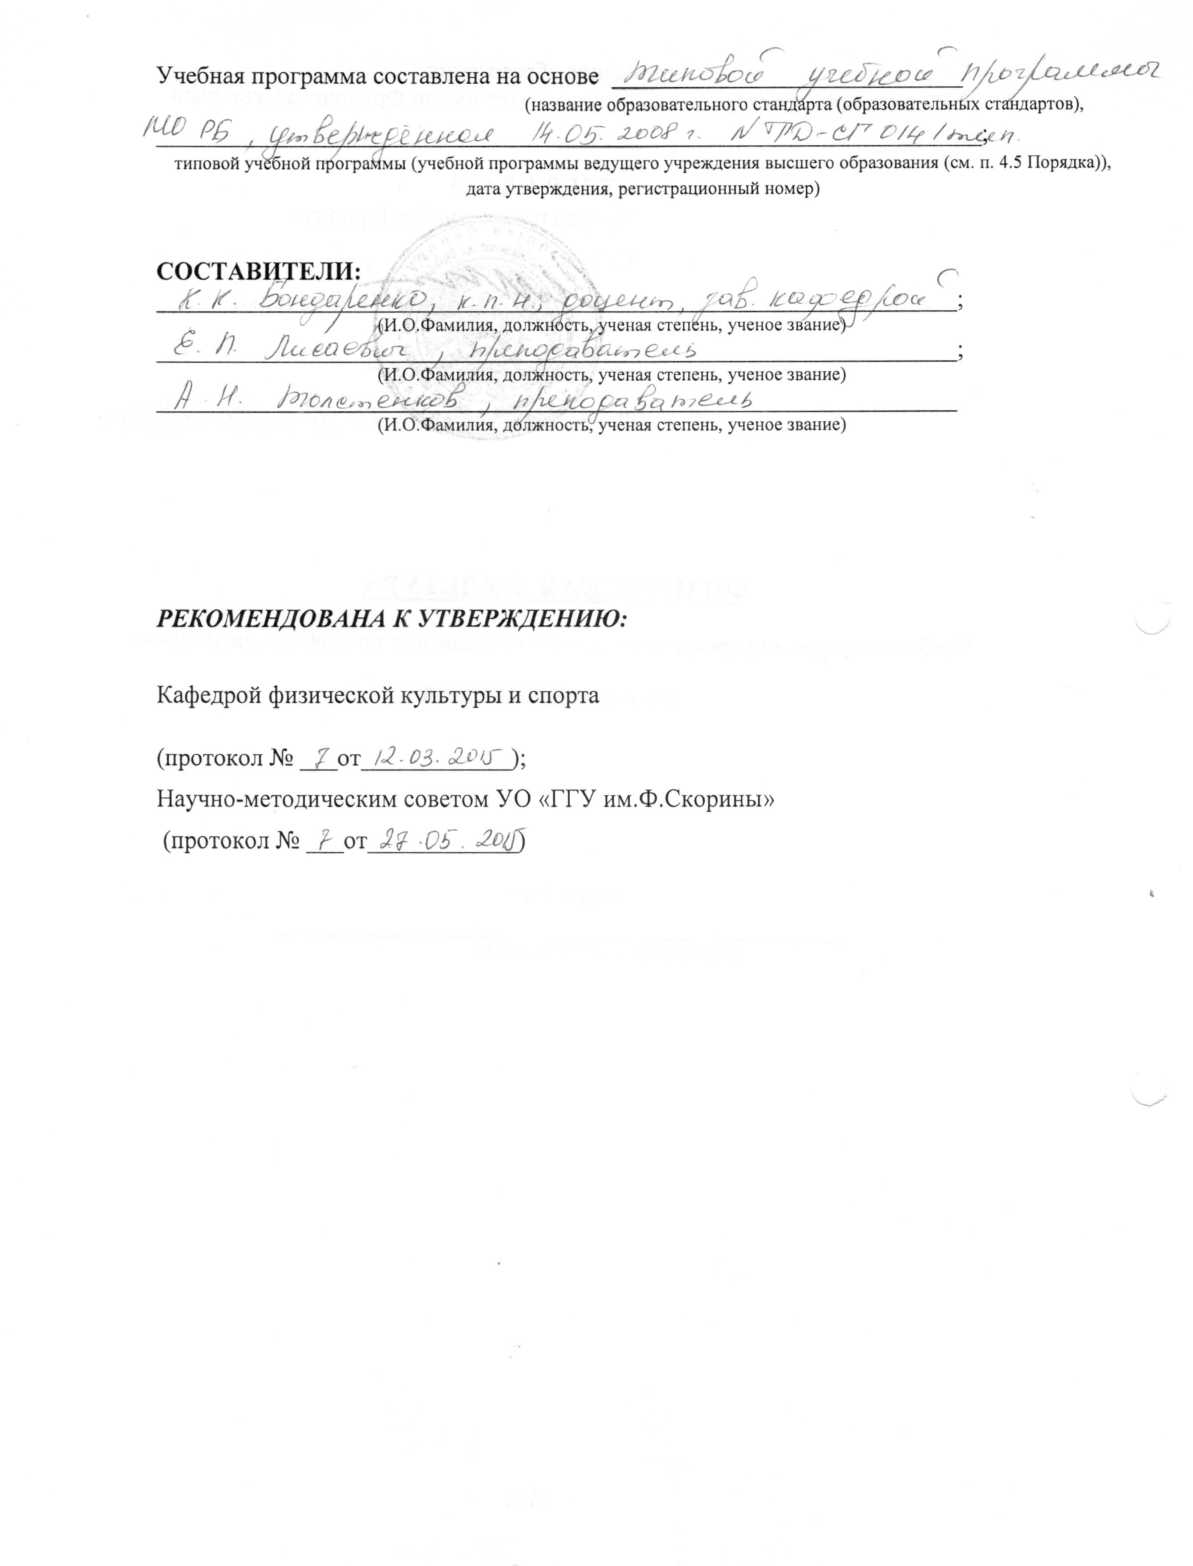 Учебная программа составлена на основе типовой учебной программы
(название образовательного стандарта (образовательных стандартов),
МО РБ, утверждённой 14.05.2008 г. N ТД-СГ 014/тип.
типовой учебной программы (учебной программы ведущего учреждения высшего образования (см. п. 4.5 Порядка)),
дата утверждения, регистрационный номер)
СОСТАВИТЕЛИ:
К.К. Бондаренко, к.п.н., доцент, зав. кафедрой;
(И.О.Фамилия, должность, ученая степень, ученое звание)
Е.П. Лисаевич, преподаватель;
(И.О.Фамилия, должность, ученая степень, ученое звание)
А.Н. Толстенков, преподаватель
(И.О.Фамилия, должность, ученая степень, ученое звание)
РЕКОМЕНДОВАНА К УТВЕРЖДЕНИЮ:
Кафедрой физической культуры и спорта
(протокол № 7 от 12.03.2015);
Научно-методическим советом УО «ГГУ им.Ф.Скорины»
(протокол № 7 от 27.05.2015)